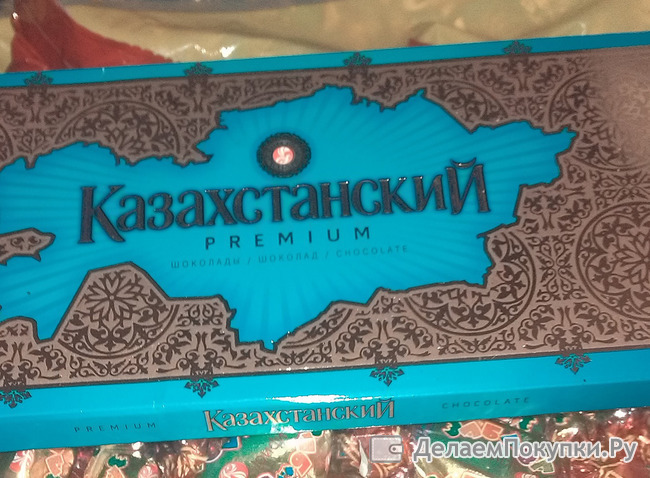 Казахстанский
PREMIUM
ШОКОЛАДЫ / ШОКОЛАД / CHOCOLATE
PREMIUM Казахстанский CHOCOLATE
ДелаемПокупки.Ру